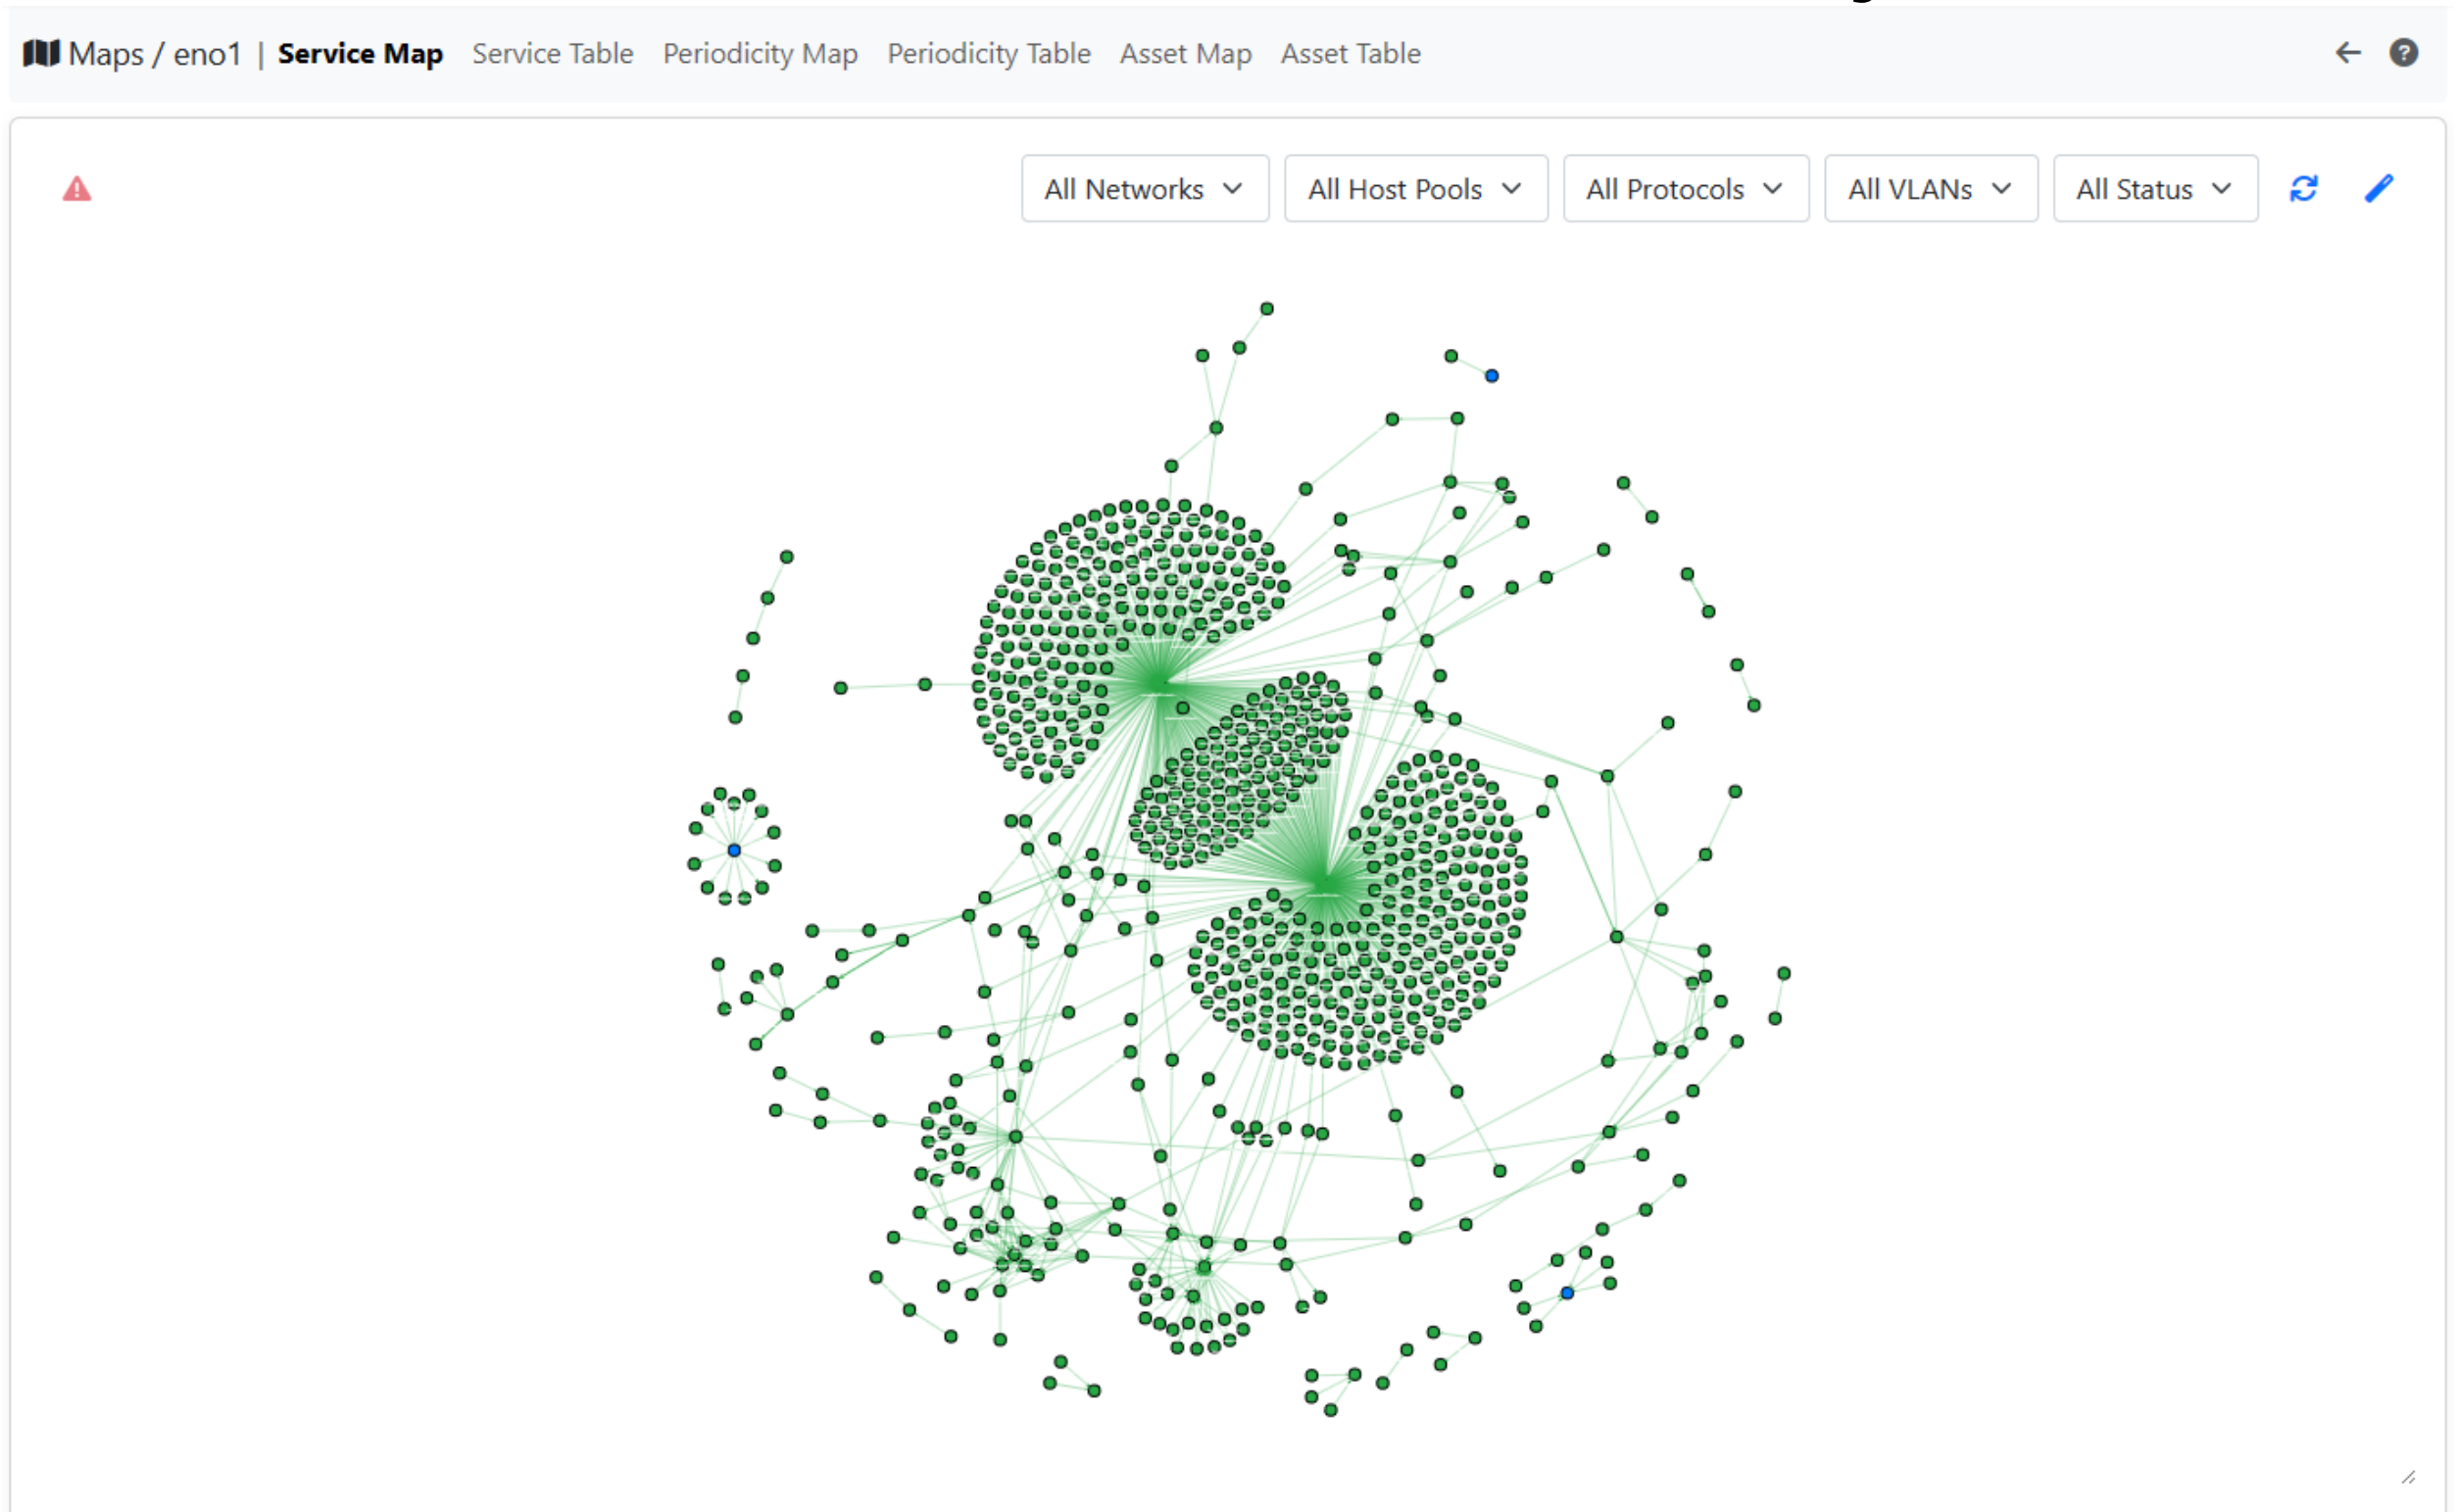 Maps / eno1 | Service Map Service Table Periodicity Map Periodicity Table Asset Map Asset Table
All Networks All Host Pools All Protocols All VLANs All Status